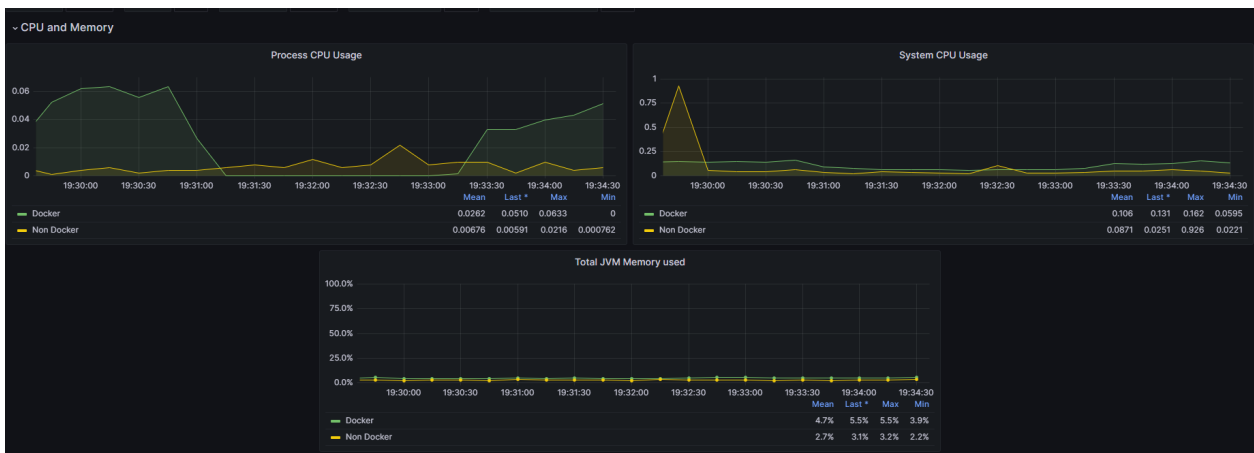 CPU and Memory
Process CPU Usage
0.06
0.04
0.02
0
19:30:00 19:30:30 19:31:00 19:31:30 19:32:00 19:32:30 19:33:00 19:33:30 19:34:00 19:34:30
Mean Last * Max Min
Docker 0.0262 0.0510 0.0633 0
Non Docker 0.00676 0.00591 0.0216 0.000762
System CPU Usage
1
0.75
0.5
0.25
0
19:30:00 19:30:30 19:31:00 19:31:30 19:32:00 19:32:30 19:33:00 19:33:30 19:34:00 19:34:30
Mean Last * Max Min
Docker 0.106 0.131 0.162 0.0595
Non Docker 0.0871 0.0251 0.926 0.0221
Total JVM Memory used
100.0%
75.0%
50.0%
25.0%
0.0%
19:30:00 19:30:30 19:31:00 19:31:30 19:32:00 19:32:30 19:33:00 19:33:30 19:34:00 19:34:30
Mean Last * Max Min
Docker 4.7% 5.5% 5.5% 3.9%
Non Docker 2.7% 3.1% 3.2% 2.2%